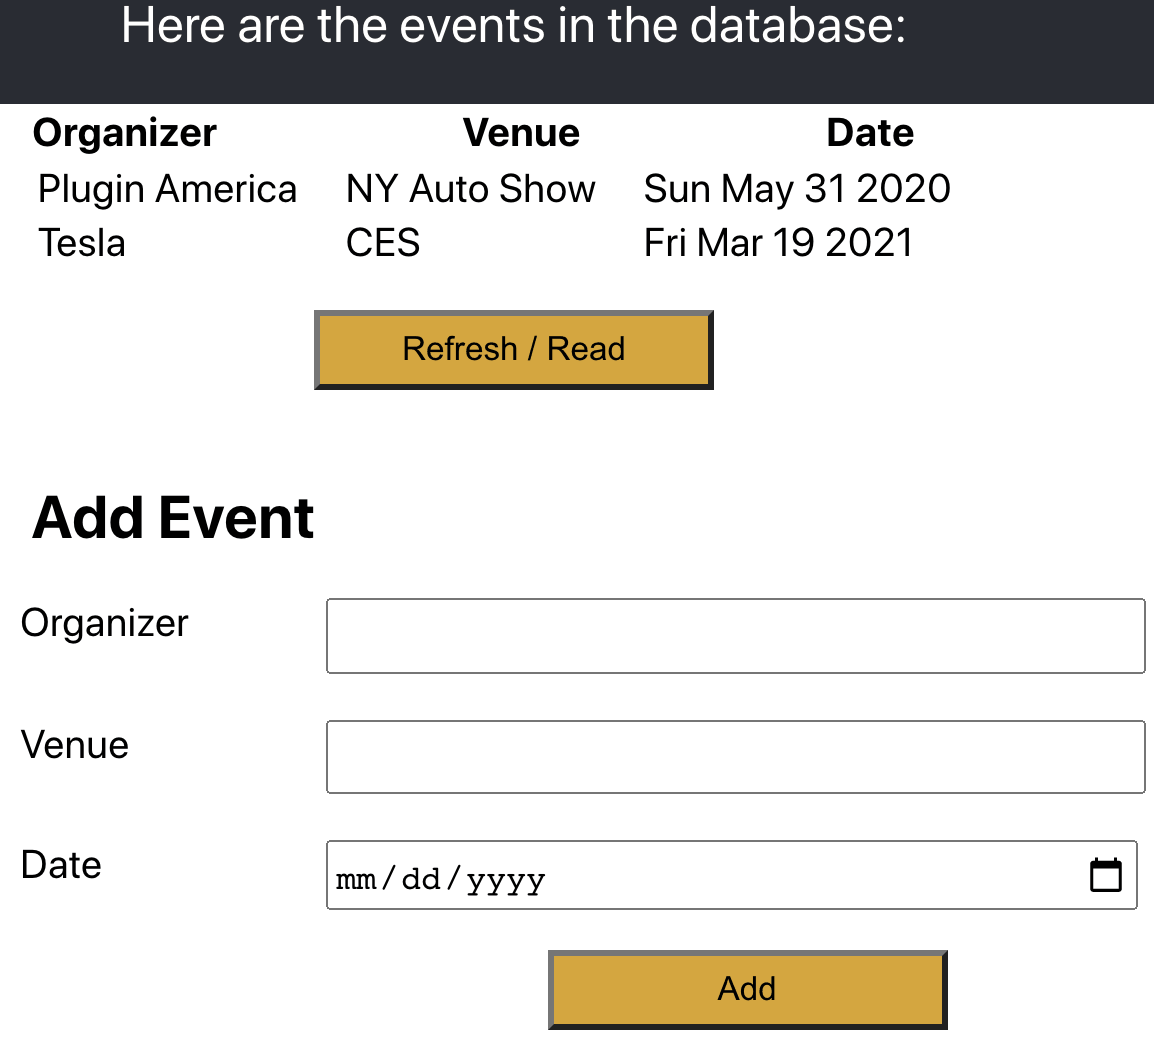 Here are the events in the database:
Organizer Venue Date
Plugin America NY Auto Show Sun May 31 2020
Tesla CES Fri Mar 19 2021
Refresh / Read
Add Event
Organizer
Venue
Date mm/dd/yyyy
Add